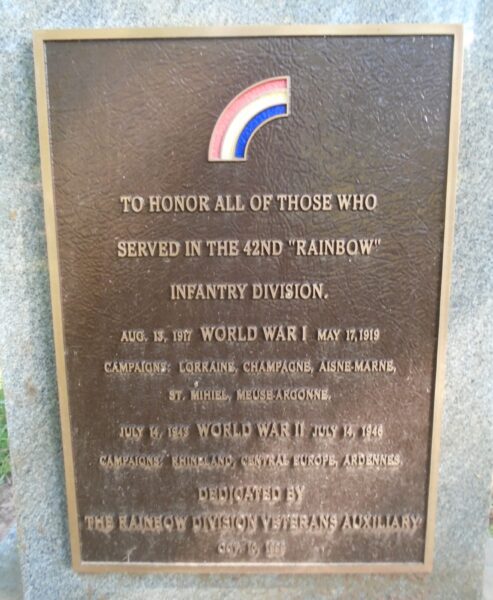 TO HONOR ALL OF THOSE WHO
SERVED IN THE 42ND "RAINBOW"
INFANTRY DIVISION.
AUG. 13, 1917 WORLD WAR I MAY 17, 1919
CAMPAIGNS: LORRAINE, CHAMPAGNE, AISNE-MARNE,
ST. MIHIEL, MEUSE-ARGONNE.
JULY 14, 1943 WORLD WAR II JULY 14, 1946
CAMPAIGNS: RHINELAND, CENTRAL EUROPE, ARDENNES.
DEDICATED BY
THE RAINBOW DIVISION VETERANS AUXILIARY